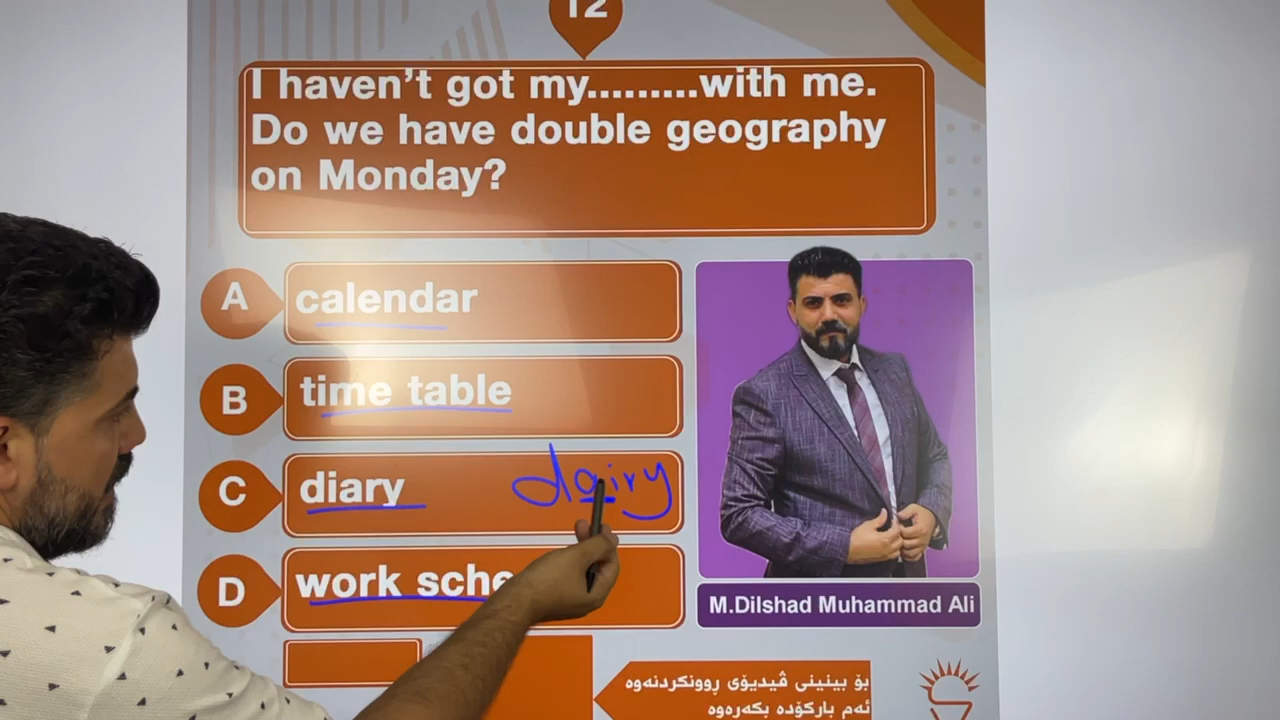 12
I haven't got my.........with me.
Do we have double geography
on Monday?
A
calendar
B
time table
C
diary
dairy
D
work sche
M.Dilshad Muhammad Ali
بۆ بینینی ڤیدیۆی ڕوونکردنەوە
ئەم بارکۆدە بکەرەوە